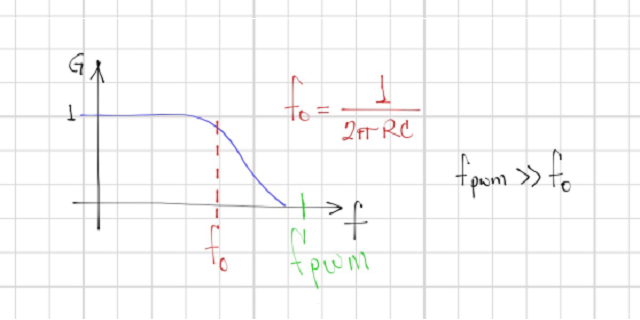 G
1
f₀ = 1 / 2π RC
fpwm >> f₀
f
f₀
fpwm